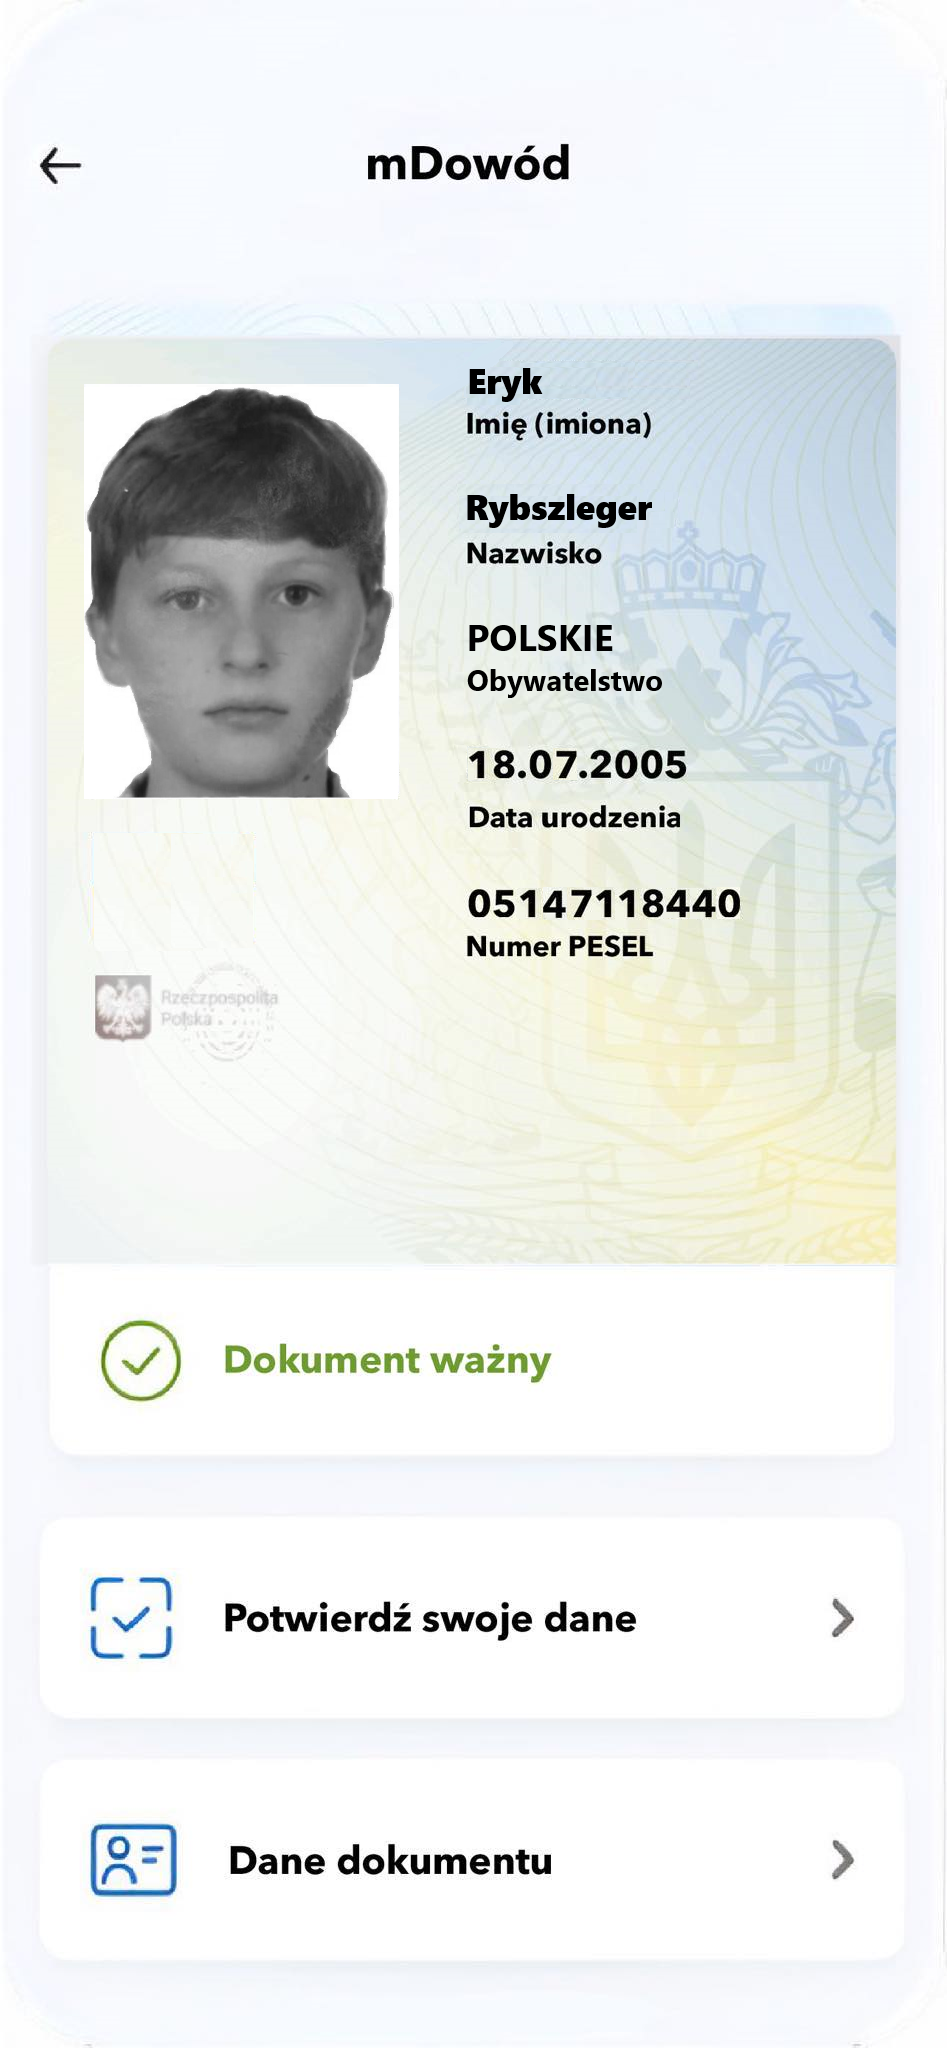 mDowód
Eryk
Imię (imiona)
Rybszleger
Nazwisko
POLSKIE
Obywatelstwo
18.07.2005
Data urodzenia
05147118440
Numer PESEL
Rzeczpospolita
Polska
Dokument ważny
Potwierdź swoje dane
Dane dokumentu